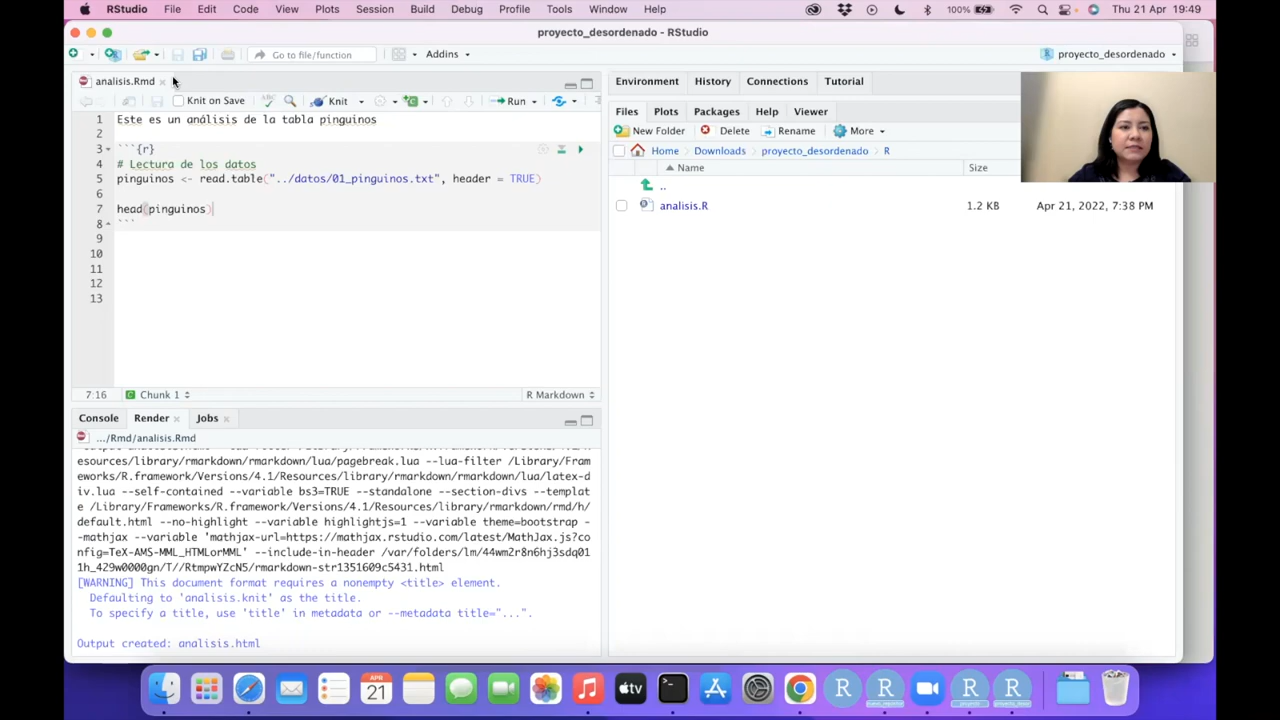 RStudio File Edit Code View Plots Session Build Debug Profile Tools Window Help 100% Thu 21 Apr 19:49
proyecto_desordenado - RStudio
Go to file/function Addins proyecto_desordenado
analisis.Rmd
Knit on Save Knit Run
1 Este es un análisis de la tabla pinguinos
2
3 ```{r}
4 # Lectura de los datos
5 pinguinos <- read.table("../datos/01_pinguinos.txt", header = TRUE)
6
7 head(pinguinos)
8 ```
9
10
11
12
13
7:16 Chunk 1 R Markdown
Console Render Jobs
.../Rmd/analisis.Rmd
esources/library/rmarkdown/rmarkdown/lua/pagebreak.lua --lua-filter /Library/Fram
eworks/R.framework/Versions/4.1/Resources/library/rmarkdown/rmarkdown/lua/latex-
div.lua --self-contained --variable bs3=TRUE --standalone --section-divs --templat
e /Library/Frameworks/R.framework/Versions/4.1/Resources/library/rmarkdown/rmd/h/
default.html --no-highlight --variable highlightjs=1 --variable theme=bootstrap -
-mathjax --variable 'mathjax-url=https://mathjax.rstudio.com/latest/MathJax.js?co
nfig=TeX-AMS-MML_HTMLorMML' --include-in-header /var/folders/lm/44wm2r8n6hj3sdq01
1h_429w0000gn/T//RtmpwYZcN5/rmarkdown-str1351609c5431.html
[WARNING] This document format requires a nonempty <title> element.
Defaulting to 'analisis.knit' as the title.
To specify a title, use 'title' in metadata or --metadata title="...".
Output created: analisis.html
Environment History Connections Tutorial
Files Plots Packages Help Viewer
New Folder Delete Rename More
Home Downloads proyecto_desordenado R
Name Size
..
analisis.R 1.2 KB Apr 21, 2022, 7:38 PM
APR
21
tv